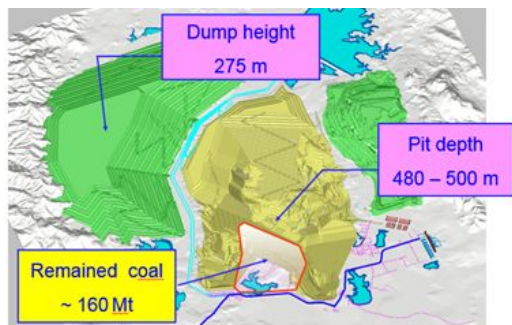 Dump height
275 m
Pit depth
480 – 500 m
Remained coal
~ 160 Mt